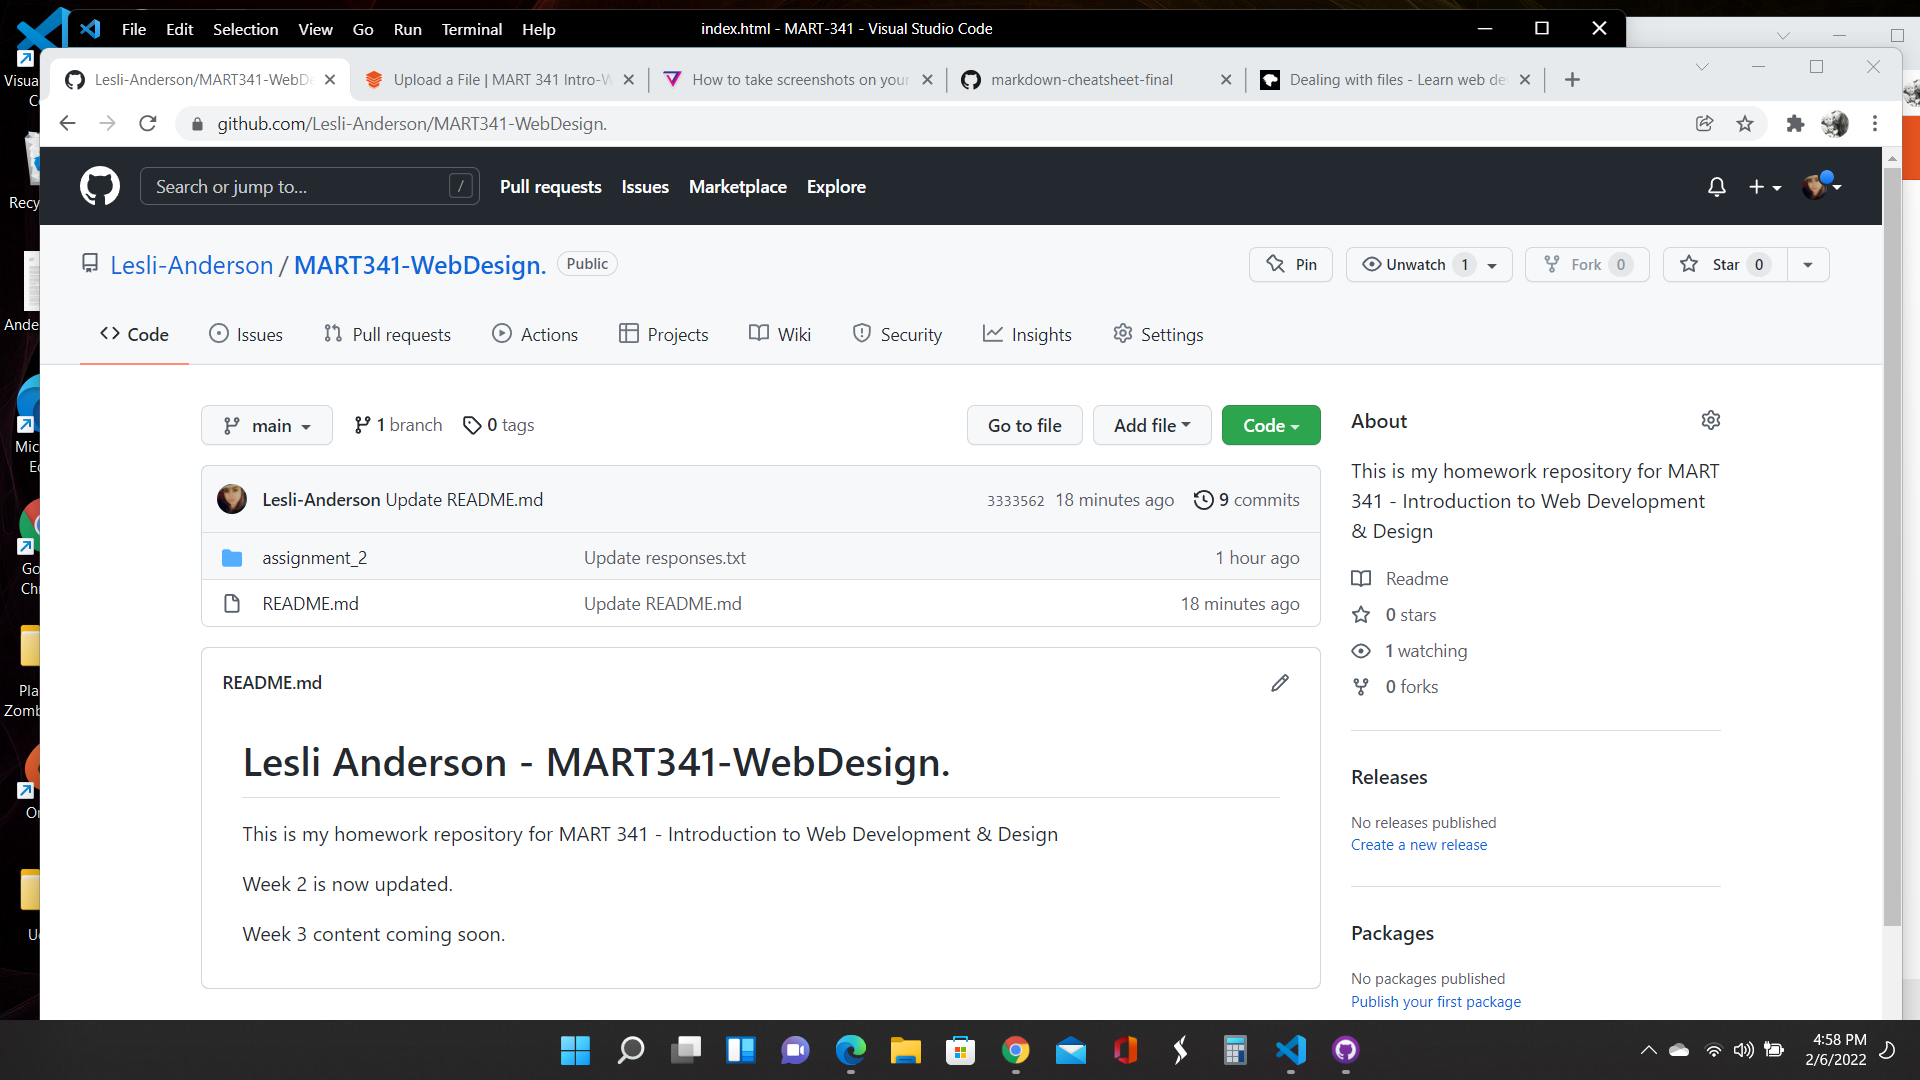 File Edit Selection View Go Run Terminal Help
index.html - MART-341 - Visual Studio Code
Lesli-Anderson/MART341-WebDe
Upload a File | MART 341 Intro-W
How to take screenshots on your
markdown-cheatsheet-final
Dealing with files - Learn web de
github.com/Lesli-Anderson/MART341-WebDesign.
Search or jump to... /
Pull requests Issues Marketplace Explore
Lesli-Anderson / MART341-WebDesign. Public
Pin Unwatch 1 Fork 0 Star 0
Code Issues Pull requests Actions Projects Wiki Security Insights Settings
main 1 branch 0 tags Go to file Add file Code
Lesli-Anderson Update README.md 3333562 18 minutes ago 9 commits
assignment_2 Update responses.txt 1 hour ago
README.md Update README.md 18 minutes ago
README.md
Lesli Anderson - MART341-WebDesign.
This is my homework repository for MART 341 - Introduction to Web Development & Design
Week 2 is now updated.
Week 3 content coming soon.
About
This is my homework repository for MART
341 - Introduction to Web Development
& Design
Readme
0 stars
1 watching
0 forks
Releases
No releases published
Create a new release
Packages
No packages published
Publish your first package
Visua
Recy
Ande
Mic
Go
Chi
Pla
Zomb
4:58 PM
2/6/2022